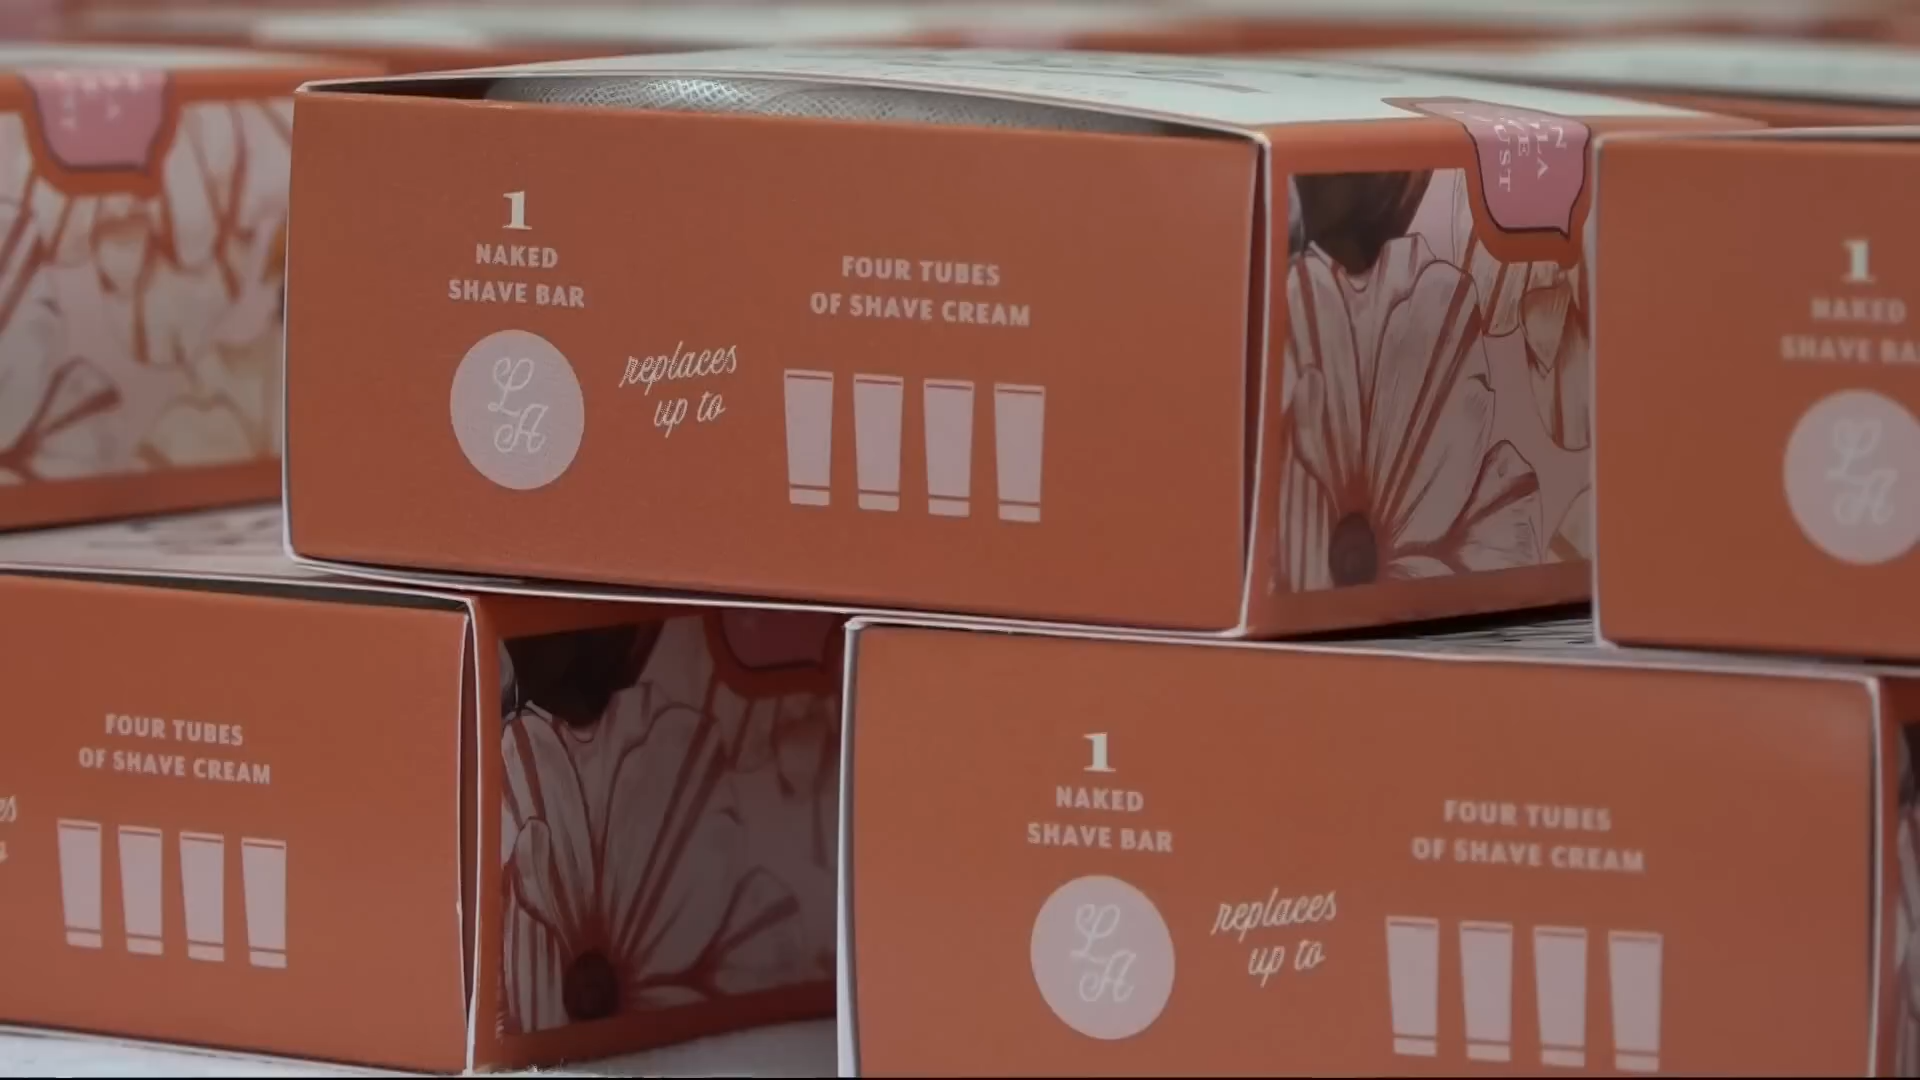 1
NAKED
SHAVE BAR
LA
replaces
up to
FOUR TUBES
OF SHAVE CREAM
1
NAKED
SHAVE BA
LA
FOUR TUBES
OF SHAVE CREAM
1
NAKED
SHAVE BAR
LA
replaces
up to
FOUR TUBES
OF SHAVE CREAM